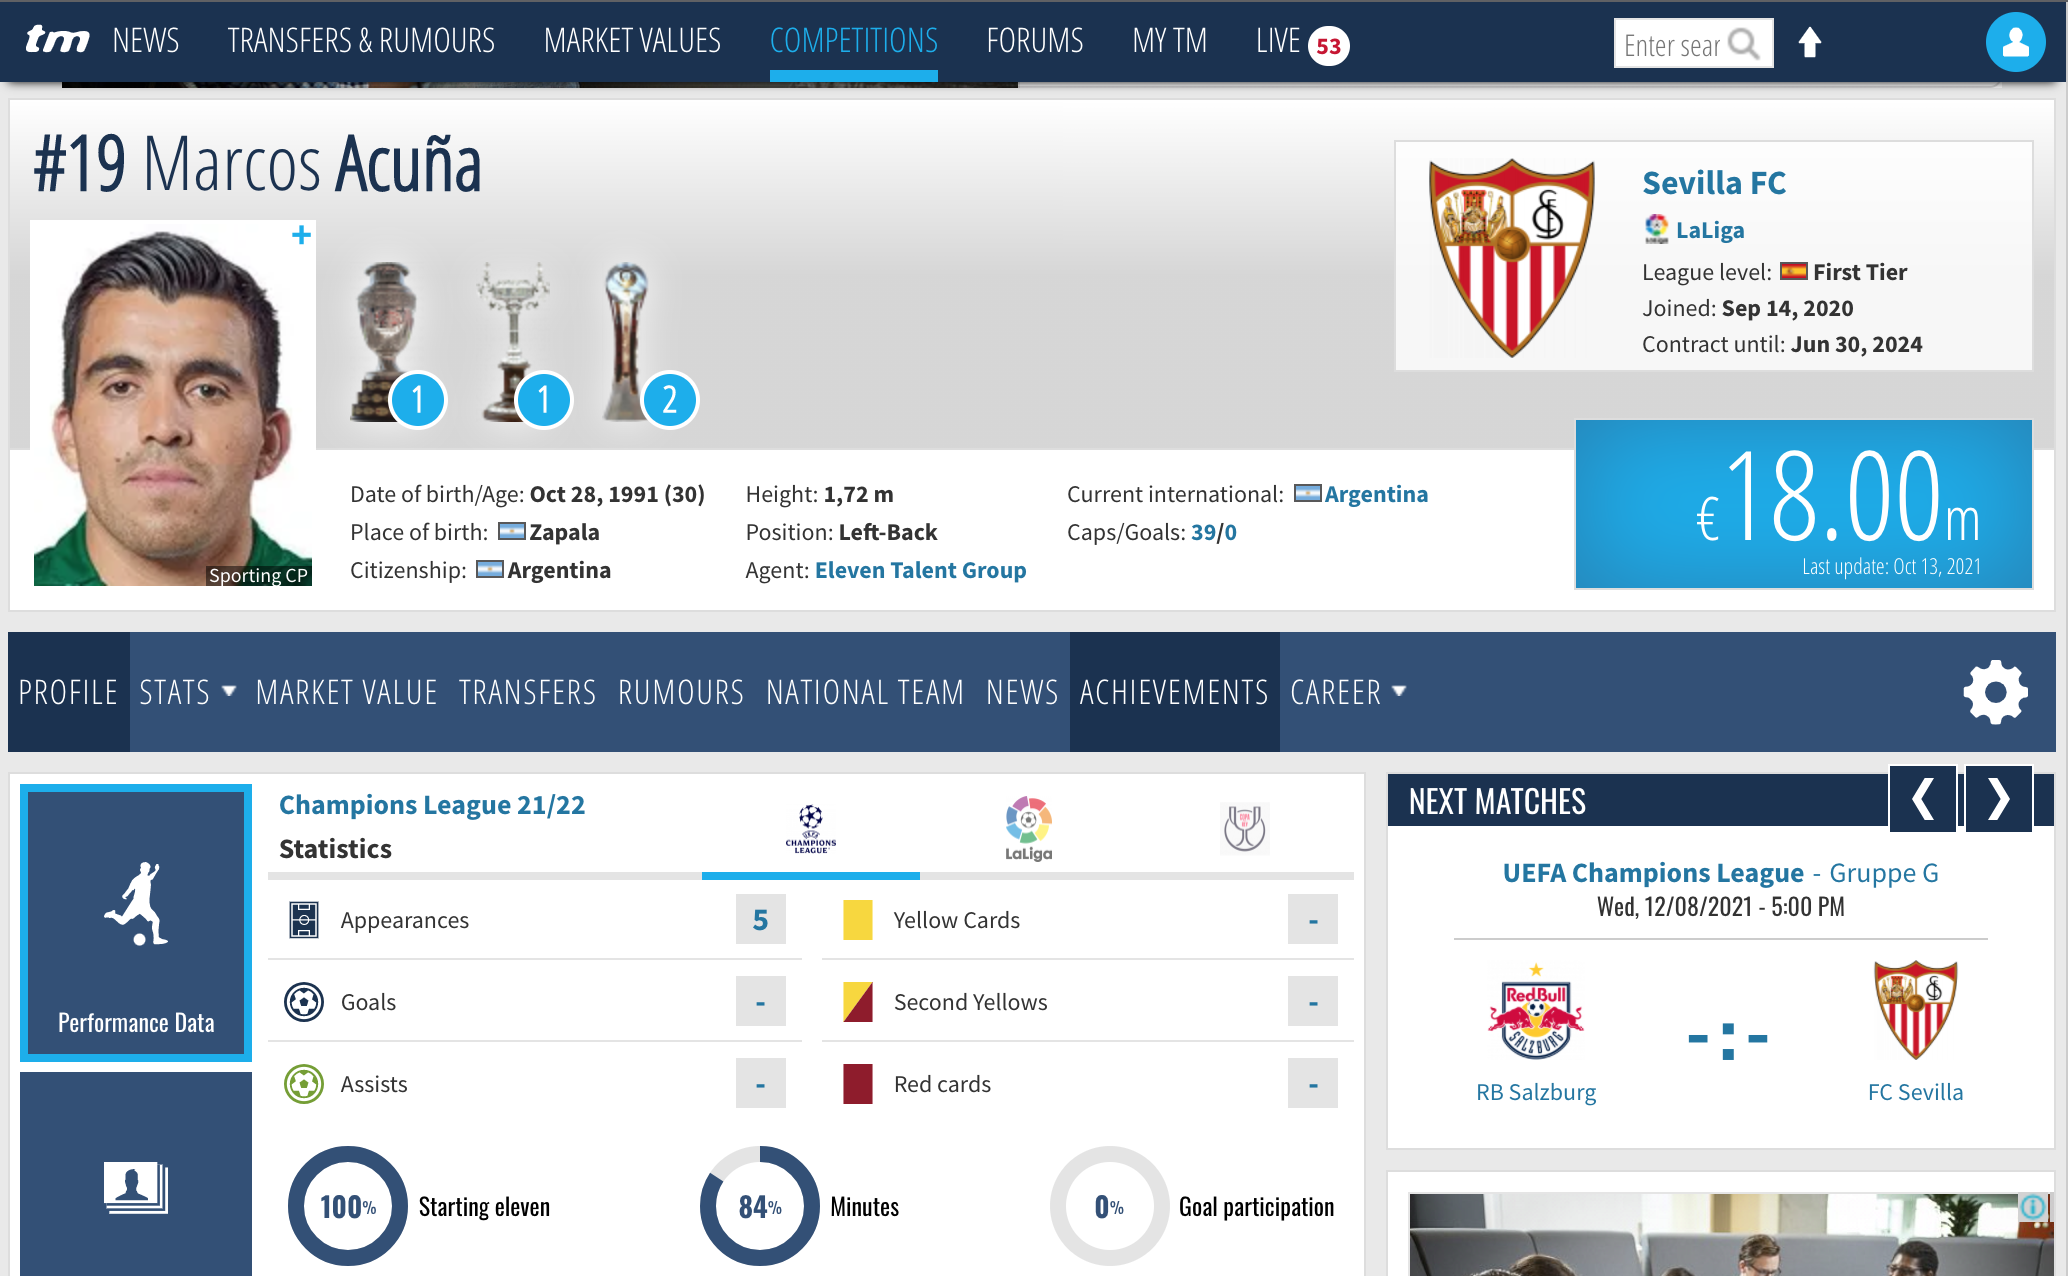 tm NEWS TRANSFERS & RUMOURS MARKET VALUES COMPETITIONS FORUMS MY TM LIVE 53 Enter sear
#19 Marcos Acuña
+
1 1 2
Sporting CP
Sevilla FC
LaLiga
League level: First Tier
Joined: Sep 14, 2020
Contract until: Jun 30, 2024
Date of birth/Age: Oct 28, 1991 (30)
Place of birth: Zapala
Citizenship: Argentina
Height: 1,72 m
Position: Left-Back
Agent: Eleven Talent Group
Current international: Argentina
Caps/Goals: 39/0
€18.00m
Last update: Oct 13, 2021
PROFILE STATS MARKET VALUE TRANSFERS RUMOURS NATIONAL TEAM NEWS ACHIEVEMENTS CAREER
Performance Data
Champions League 21/22
Statistics
UEFA
CHAMPIONS
LEAGUE
LaLiga
Appearances 5
Yellow Cards -
Goals -
Second Yellows -
Assists -
Red cards -
100% Starting eleven
84% Minutes
0% Goal participation
NEXT MATCHES
UEFA Champions League - Gruppe G
Wed, 12/08/2021 - 5:00 PM
Red Bull
SALZBURG
-:-
RB Salzburg
FC Sevilla